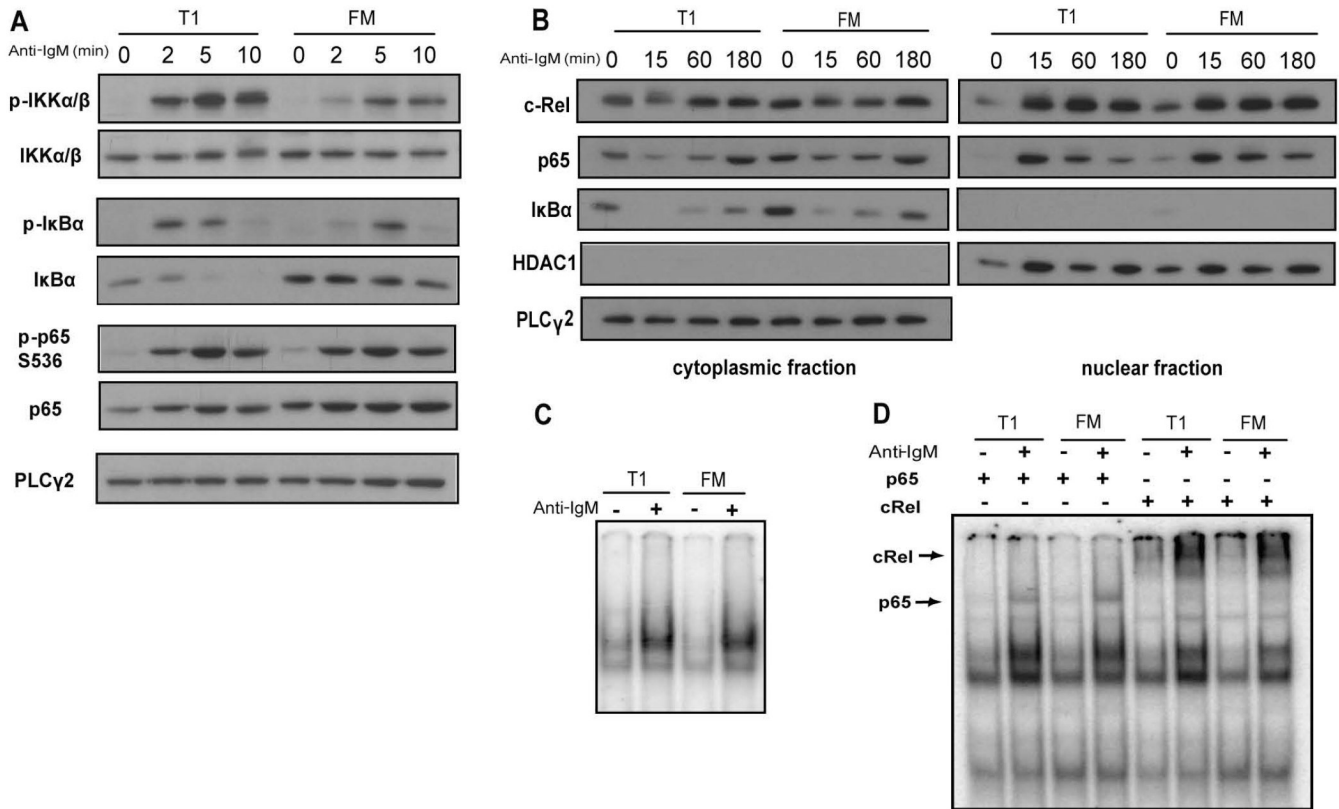 A
T1 FM
Anti-IgM (min) 0 2 5 10 0 2 5 10
p-IKKα/β
IKKα/β
p-IκBα
IκBα
p-p65
S536
p65
PLCγ2
B
T1 FM T1 FM
Anti-IgM (min) 0 15 60 180 0 15 60 180 0 15 60 180 0 15 60 180
c-Rel
p65
IκBα
HDAC1
PLCγ2
cytoplasmic fraction nuclear fraction
C
T1 FM
Anti-IgM - + - +
D
T1 FM T1 FM
Anti-IgM - + - + - + - +
p65 + + + + - - - -
cRel - - - - + + + +
cRel
p65